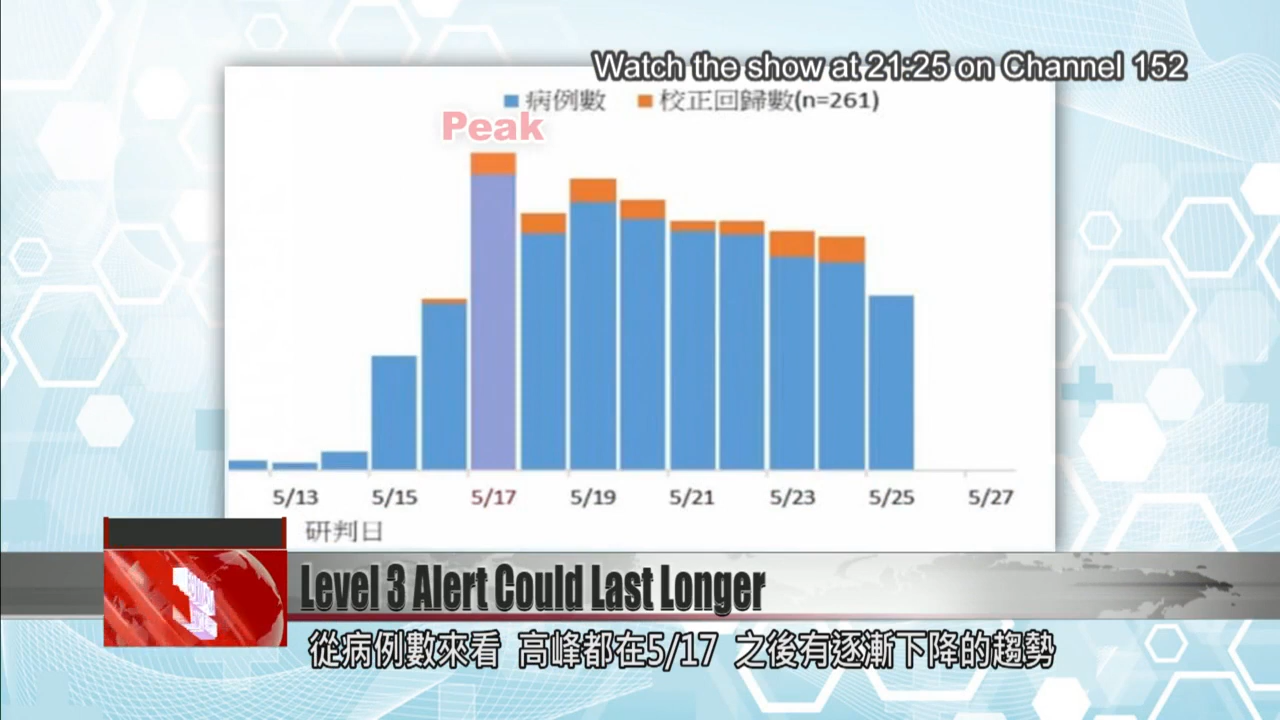 Watch the show at 21:25 on Channel 152
病例數 校正回歸數(n=261)
Peak
5/13 5/15 5/17 5/19 5/21 5/23 5/25 5/27
研判日
Level 3 Alert Could Last Longer
從病例數來看 高峰都在5/17 之後有逐漸下降的趨勢